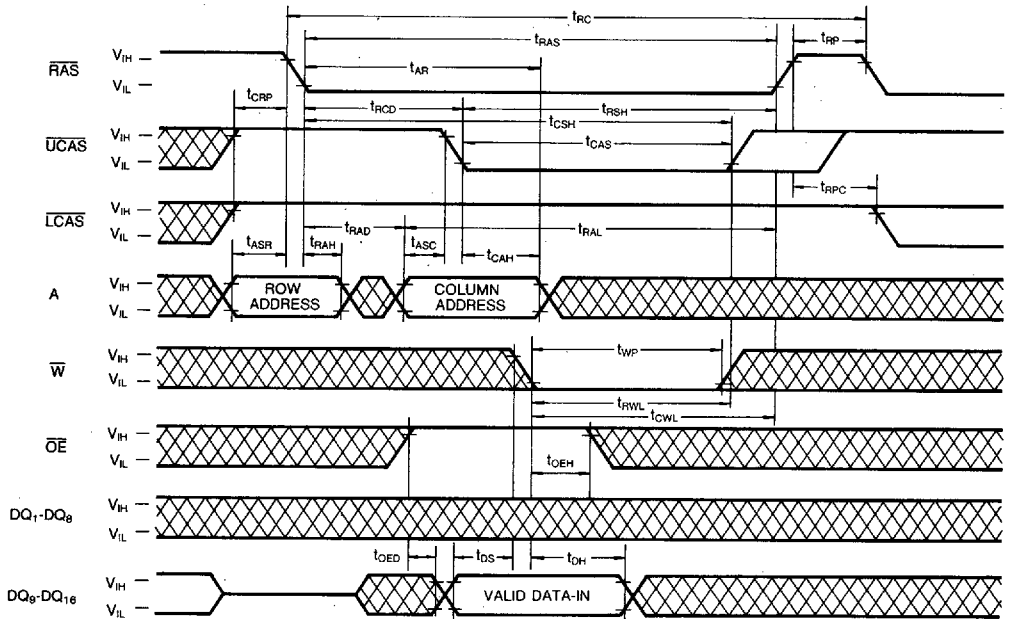 tRC
tRAS
tRP
RAS
VIH
VIL
tAR
tCRP
tRCD
tRSH
tCSH
UCAS
VIH
VIL
tCAS
tRPC
LCAS
VIH
VIL
tRAD
tRAL
tASR
tRAH
tASC
tCAH
A
VIH
VIL
ROW ADDRESS
COLUMN ADDRESS
W
VIH
VIL
tWP
tRWL
tCWL
OE
VIH
VIL
tOEH
DQ1-DQ8
VIH
VIL
tOED
tDS
tDH
DQ9-DQ16
VIH
VIL
VALID DATA-IN